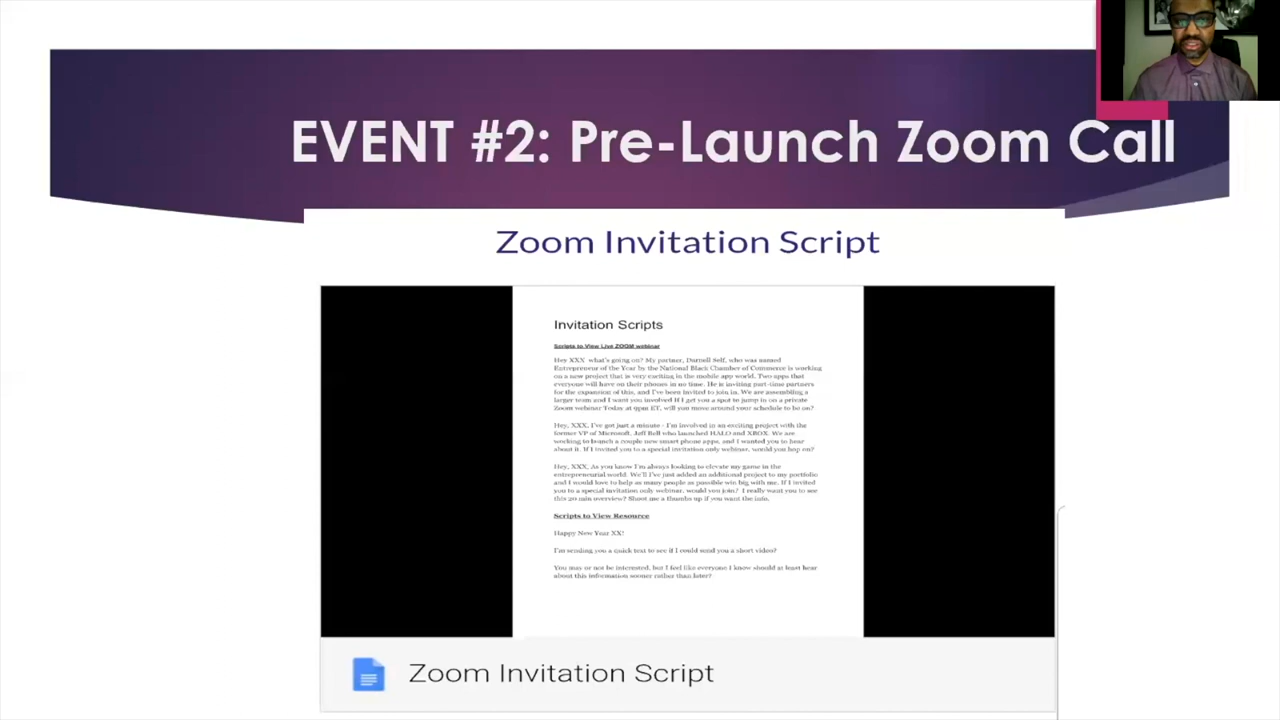 EVENT #2: Pre-Launch Zoom Call
Zoom Invitation Script
Invitation Scripts
Scripts to View Live ZOOM webinar
Hey XXX what's going on? My partner, Darnell Self, who was named
Entrepreneur of the Year by the National Black Chamber of Commerce is working
on a new project that is very exciting in the mobile app world. Two apps that
everyone will have on their phones in no time. He is inviting part-time partners
for the expansion of this, and I've been invited to join in. We are assembling a
larger team and I want you involved If I get you a spot to jump in on a private
Zoom webinar Today at 9pm ET, will you move around your schedule to be on?
Hey, XXX, I've got just a minute - I'm involved in an exciting project with the
former VP of Microsoft, Jeff Bell who launched HALO and XBOX. We are
working to launch a couple new smart phone apps, and I wanted you to hear
about it. If I invited you to a special invitation only webinar, would you hop on?
Hey, XXX, As you know I'm always looking to elevate my game in the
entrepreneurial world. We'll I've just added an additional project to my portfolio
and I would love to help as many people as possible win big with me. If I invited
you to a special invitation only webinar, would you join? I really want you to see
this 20 min overview? Shoot me a thumbs up if you want the info.
Scripts to View Resource
Happy New Year XX!
I'm sending you a quick text to see if I could send you a short video?
You may or not be interested, but I feel like everyone I know should at least hear
about this information sooner rather than later?
Zoom Invitation Script